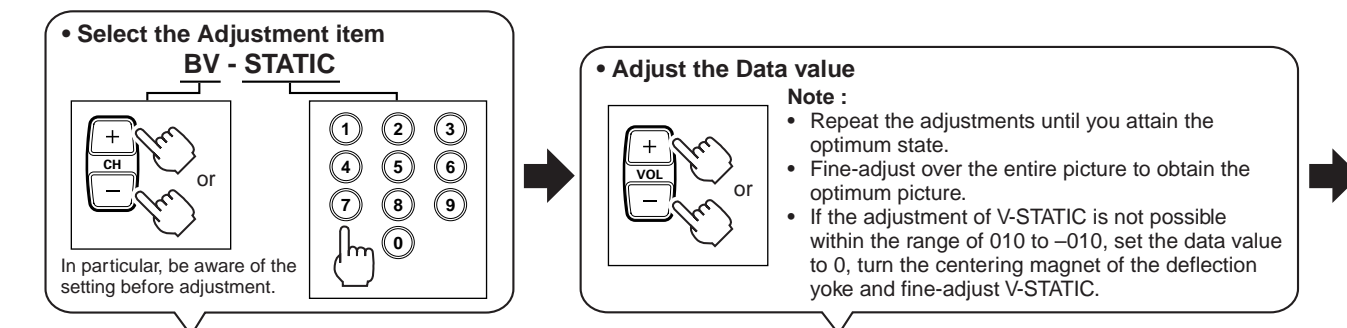 • Select the Adjustment item
BV - STATIC
+
CH
–
or
In particular, be aware of the
setting before adjustment.
1 2 3
4 5 6
7 8 9
0
• Adjust the Data value
+
VOL
–
or
Note :
• Repeat the adjustments until you attain the
optimum state.
• Fine-adjust over the entire picture to obtain the
optimum picture.
• If the adjustment of V-STATIC is not possible
within the range of 010 to –010, set the data value
to 0, turn the centering magnet of the deflection
yoke and fine-adjust V-STATIC.